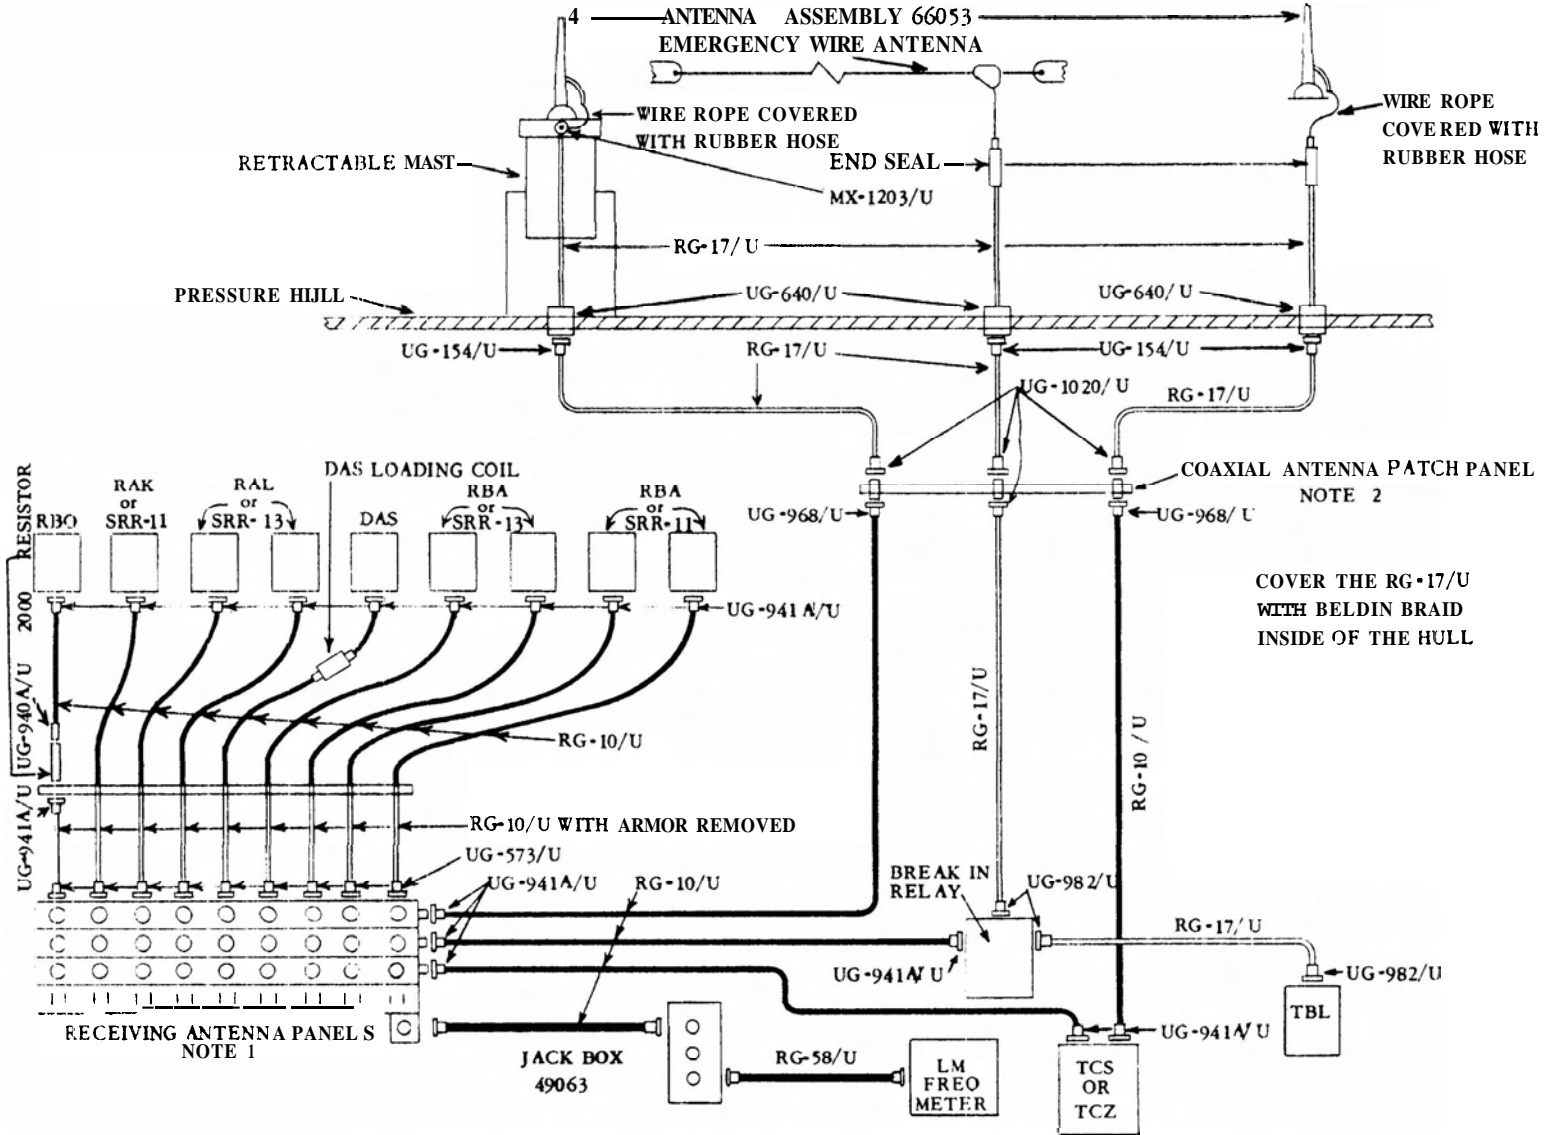 4 ANTENNA ASSEMBLY 66053
EMERGENCY WIRE ANTENNA
WIRE ROPE COVERED
WITH RUBBER HOSE
WIRE ROPE
COVERED WITH
RUBBER HOSE
RETRACTABLE MAST
END SEAL
MX-1203/U
RG-17/U
PRESSURE HIJLL
UG-640/U
UG-640/U
UG-154/U
RG-17/U
UG-154/U
UG-1020/U
RG-17/U
COAXIAL ANTENNA PATCH PANEL
NOTE 2
DAS LOADING COIL
2000 RESISTOR
RBO
RAK
or
SRR-11
RAL
or
SRR-13
DAS
RBA
or
SRR-13
RBA
or
SRR-11
UG-968/U
UG-968/U
COVER THE RG-17/U
WITH BELDIN BRAID
INSIDE OF THE HULL
UG-941A/U
UG-940A/U
RG-10/U
RG-17/U
RG-10/U
UG-941A/U
RG-10/U WITH ARMOR REMOVED
UG-573/U
UG-941A/U
RG-10/U
BREAK IN
RELAY
UG-982/U
RG-17/U
UG-941A/U
UG-982/U
TBL
RECEIVING ANTENNA PANELS
NOTE 1
JACK BOX
49063
RG-58/U
LM
FREQ
METER
UG-941A/U
TCS
OR
TCZ